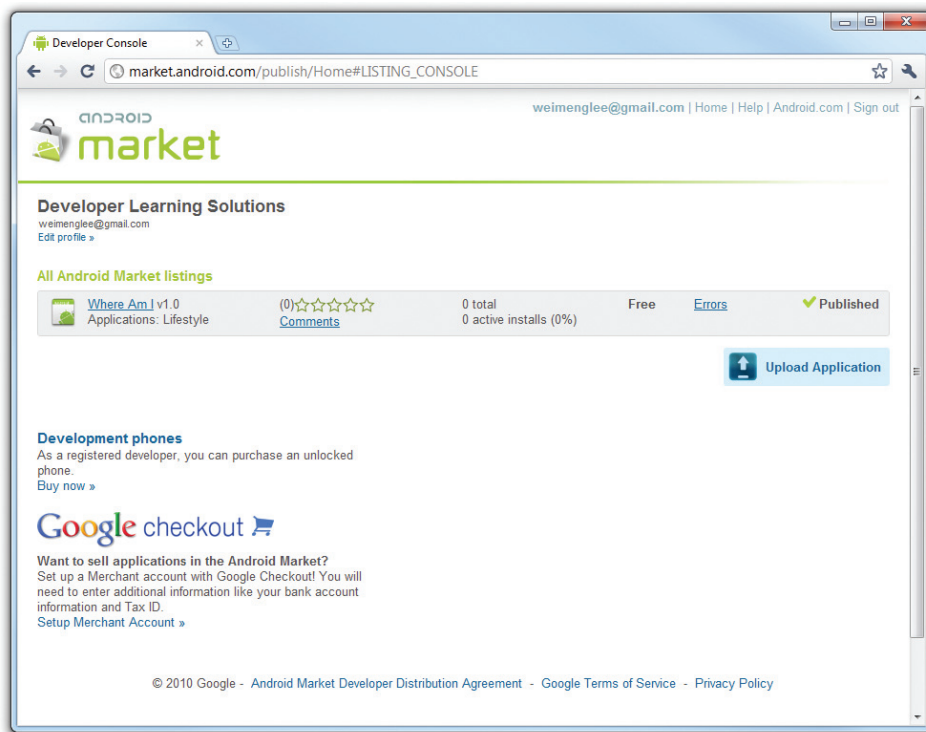 Developer Console
market.android.com/publish/Home#LISTING_CONSOLE
weimenglee@gmail.com | Home | Help | Android.com | Sign out
android
market
Developer Learning Solutions
weimenglee@gmail.com
Edit profile »
All Android Market listings
Where Am I v1.0 (0) 0 total Free Errors Published
Applications: Lifestyle Comments 0 active installs (0%)
Upload Application
Development phones
As a registered developer, you can purchase an unlocked
phone.
Buy now »
Google checkout
Want to sell applications in the Android Market?
Set up a Merchant account with Google Checkout! You will
need to enter additional information like your bank account
information and Tax ID.
Setup Merchant Account »
© 2010 Google - Android Market Developer Distribution Agreement - Google Terms of Service - Privacy Policy